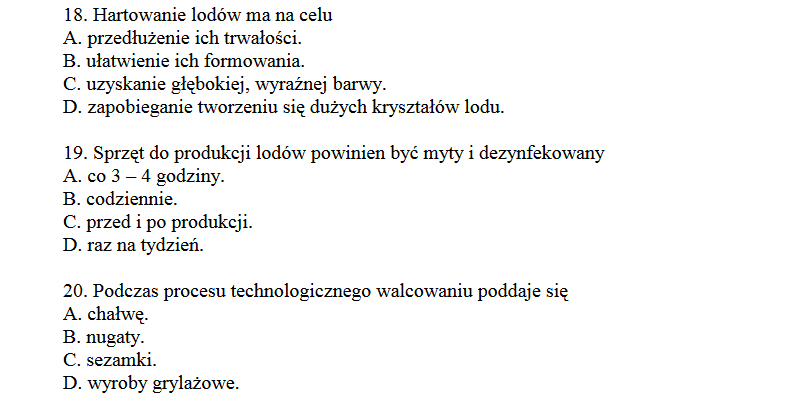 18. Hartowanie lodów ma na celu
A. przedłużenie ich trwałości.
B. ułatwienie ich formowania.
C. uzyskanie głębokiej, wyraźnej barwy.
D. zapobieganie tworzeniu się dużych kryształów lodu.
19. Sprzęt do produkcji lodów powinien być myty i dezynfekowany
A. co 3 – 4 godziny.
B. codziennie.
C. przed i po produkcji.
D. raz na tydzień.
20. Podczas procesu technologicznego walcowaniu poddaje się
A. chałwę.
B. nugaty.
C. sezamki.
D. wyroby grylażowe.